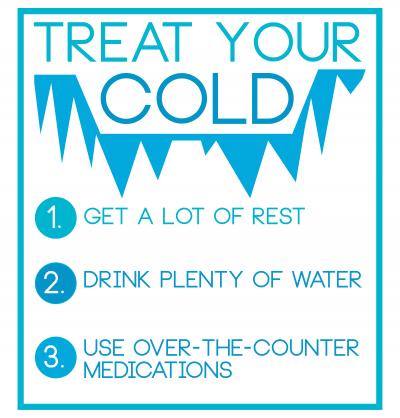 TREAT YOUR
COLD
1. GET A LOT OF REST
2. DRINK PLENTY OF WATER
3. USE OVER-THE-COUNTER
MEDICATIONS